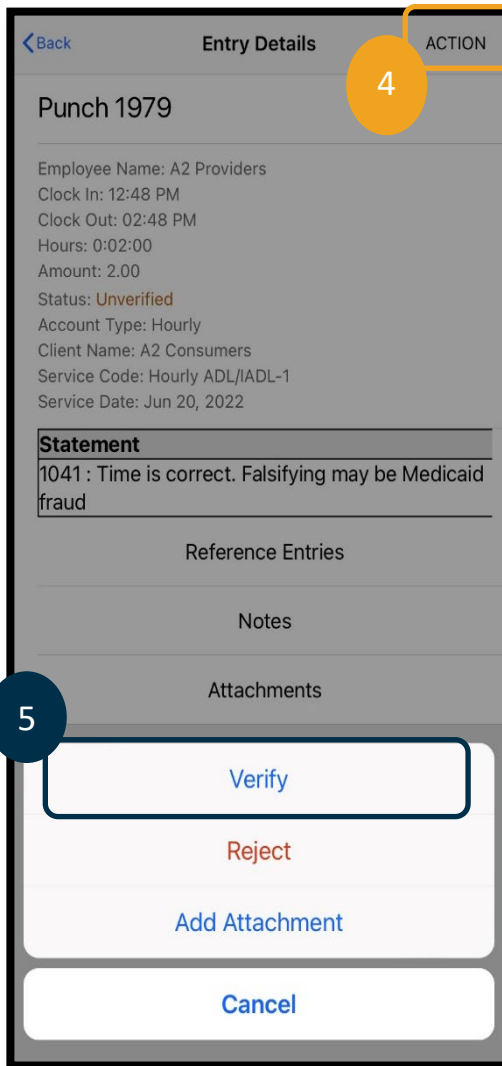 Back Entry Details ACTION
4
Punch 1979
Employee Name: A2 Providers
Clock In: 12:48 PM
Clock Out: 02:48 PM
Hours: 0:02:00
Amount: 2.00
Status: Unverified
Account Type: Hourly
Client Name: A2 Consumers
Service Code: Hourly ADL/IADL-1
Service Date: Jun 20, 2022
Statement
1041 : Time is correct. Falsifying may be Medicaid
fraud
Reference Entries
Notes
Attachments
5
Verify
Reject
Add Attachment
Cancel